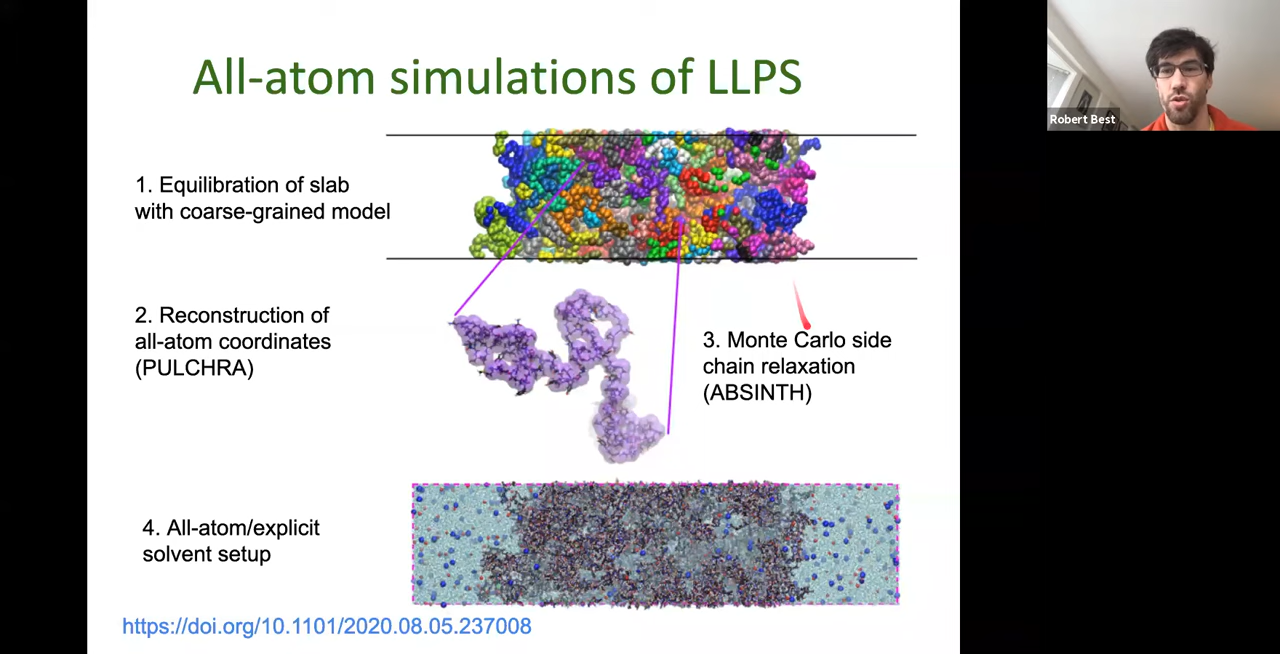 All-atom simulations of LLPS
Robert Best
1. Equilibration of slab
with coarse-grained model
2. Reconstruction of
all-atom coordinates
(PULCHRA)
3. Monte Carlo side
chain relaxation
(ABSINTH)
4. All-atom/explicit
solvent setup
https://doi.org/10.1101/2020.08.05.237008